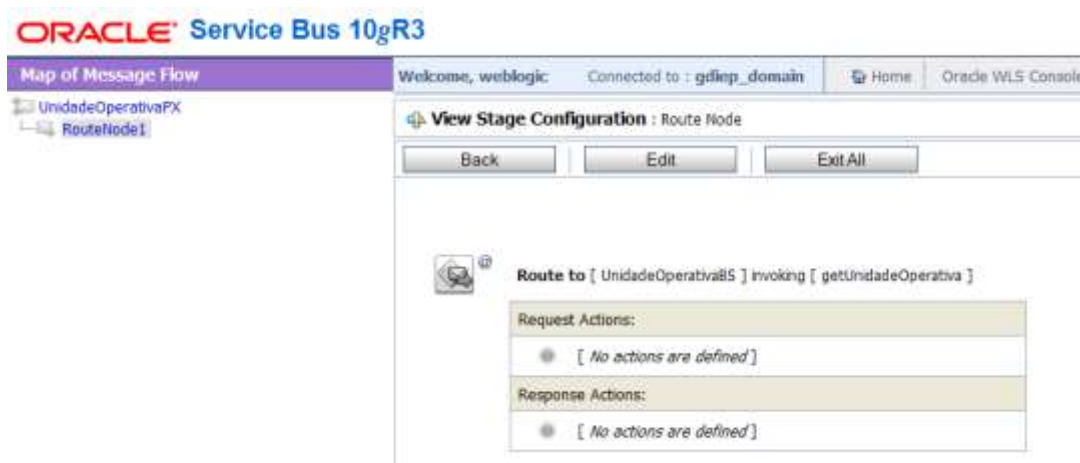 ORACLE Service Bus 10gR3
Map of Message Flow
Welcome, weblogic Connected to : gdiep_domain Home Oracle WLS Console
UnidadeOperativaPX
RouteNode1
View Stage Configuration : Route Node
Back Edit Exit All
Route to [ UnidadeOperativaBS ] invoking [ getUnidadeOperativa ]
Request Actions:
[ No actions are defined ]
Response Actions:
[ No actions are defined ]